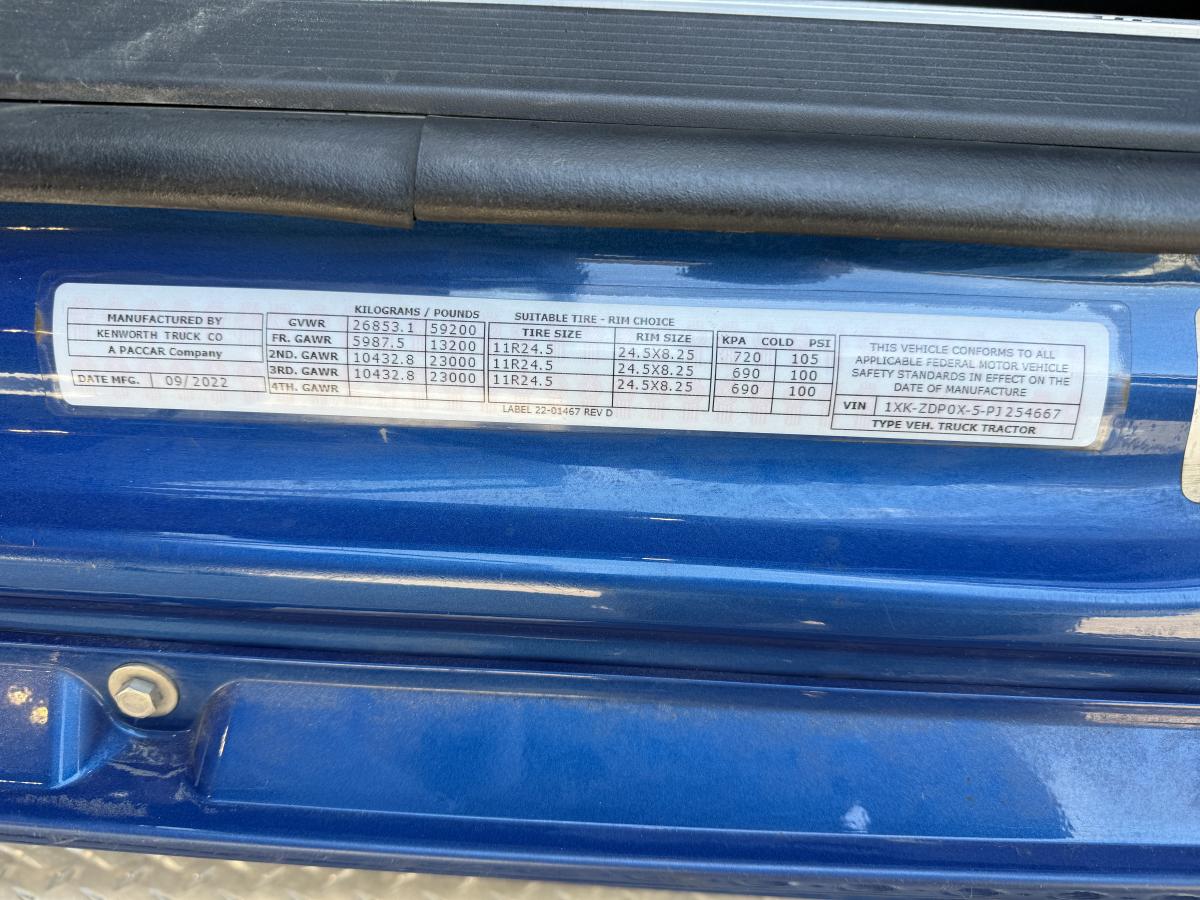 MANUFACTURED BY
KENWORTH TRUCK CO
A PACCAR Company
DATE MFG. 09/2022
KILOGRAMS / POUNDS
GVWR 26853.1 59200
FR. GAWR 5987.5 13200
2ND. GAWR 10432.8 23000
3RD. GAWR 10432.8 23000
4TH. GAWR
SUITABLE TIRE - RIM CHOICE
TIRE SIZE RIM SIZE
11R24.5 24.5X8.25
11R24.5 24.5X8.25
11R24.5 24.5X8.25
KPA COLD PSI
720 105
690 100
690 100
LABEL 22-01467 REV D
THIS VEHICLE CONFORMS TO ALL
APPLICABLE FEDERAL MOTOR VEHICLE
SAFETY STANDARDS IN EFFECT ON THE
DATE OF MANUFACTURE
VIN 1XK-ZDP0X-5-PJ254667
TYPE VEH. TRUCK TRACTOR